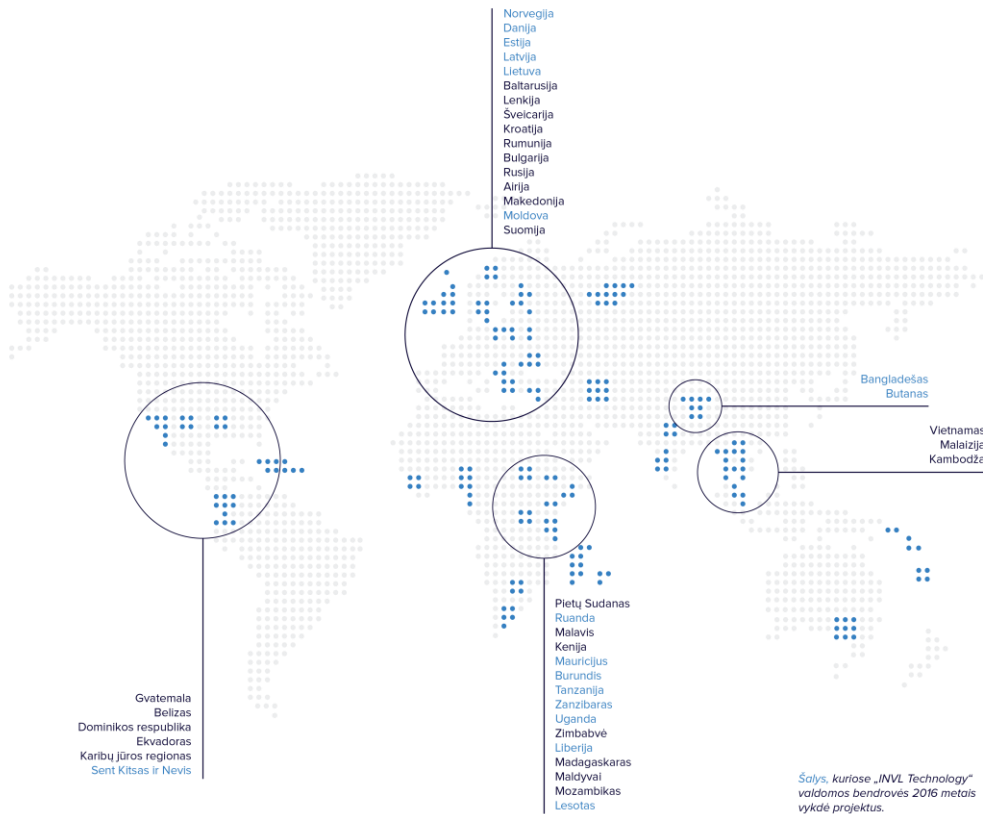 Norvegija
Danija
Estija
Latvija
Lietuva
Baltarusija
Lenkija
Šveicarija
Kroatija
Rumunija
Bulgarija
Rusija
Airija
Makedonija
Moldova
Suomija
Bangladešas
Butanas
Vietnamas
Malaizija
Kambodža
Pietų Sudanas
Ruanda
Malavis
Kenija
Mauricijus
Burundis
Tanzanija
Zanzibaras
Uganda
Zimbabvė
Liberija
Madagaskaras
Maldyvai
Mozambikas
Lesotas
Gvatemala
Belizas
Dominikos respublika
Ekvadoras
Karibų jūros regionas
Sent Kitsas ir Nevis
Šalys, kuriose „INVL Technology“
valdomos bendrovės 2016 metais
vykdė projektus.